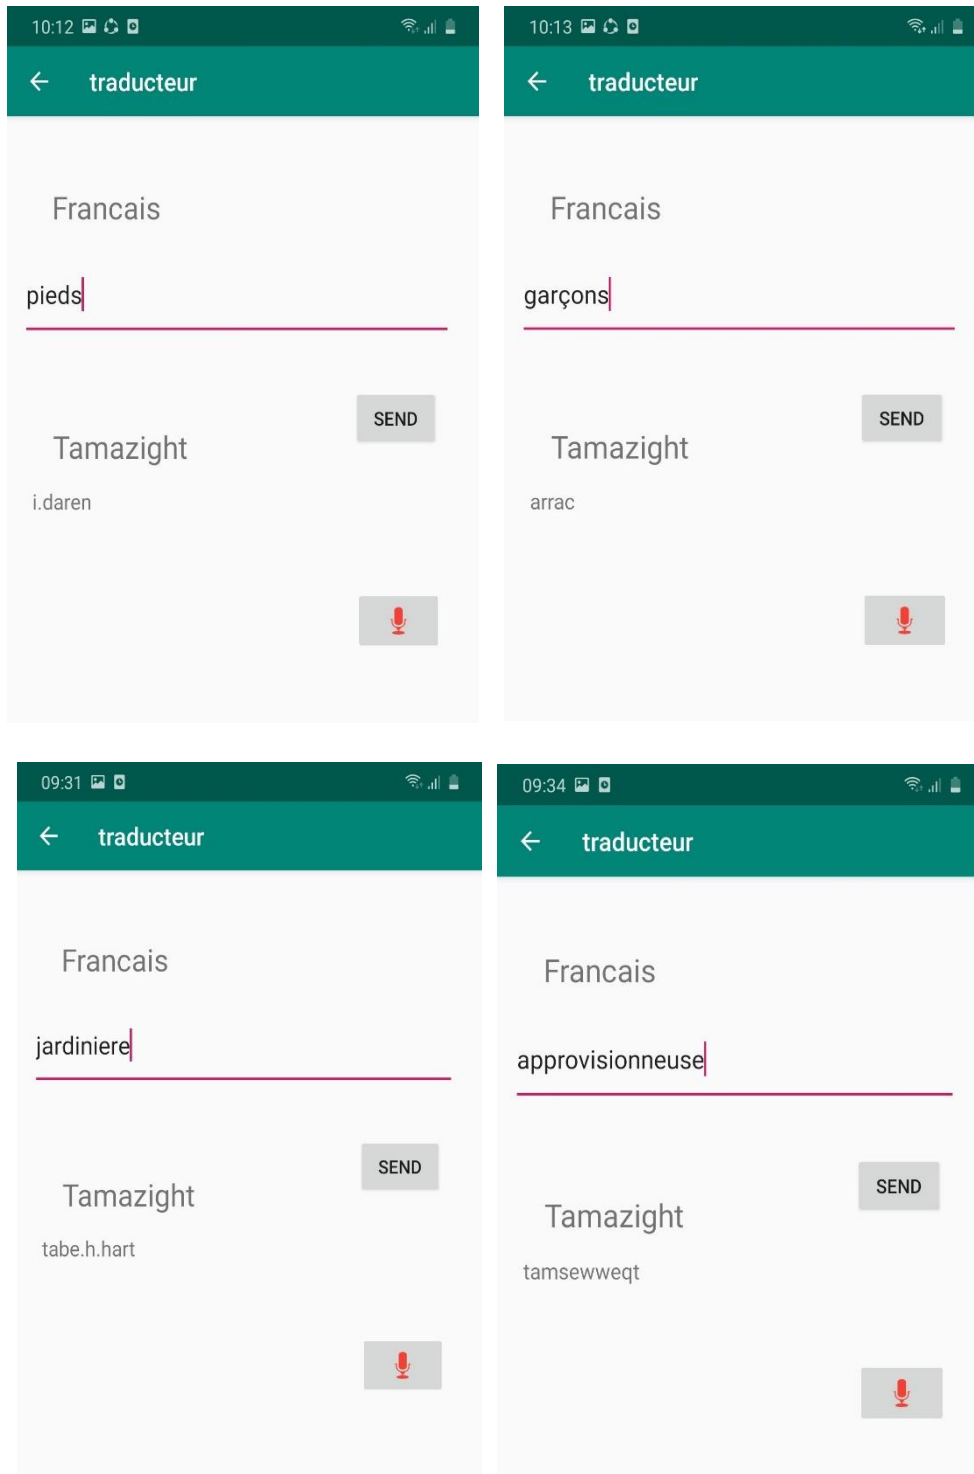 10:12
traducteur
Francais
pieds
SEND
Tamazight
i.daren
10:13
traducteur
Francais
garçons
SEND
Tamazight
arrac
09:31
traducteur
Francais
jardiniere
SEND
Tamazight
tabe.h.hart
09:34
traducteur
Francais
approvisionneuse
SEND
Tamazight
tamsewweqt